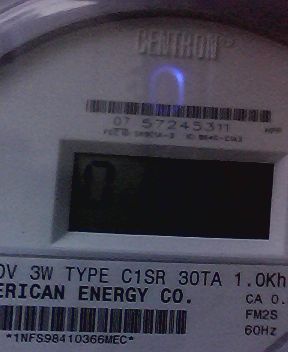 CENTRON
07 57245311
0V 3W TYPE C1SR 30TA 1.0Kh
ERICAN ENERGY CO.
CA 0.
FM2S
*1NFS98410366MEC*
60Hz